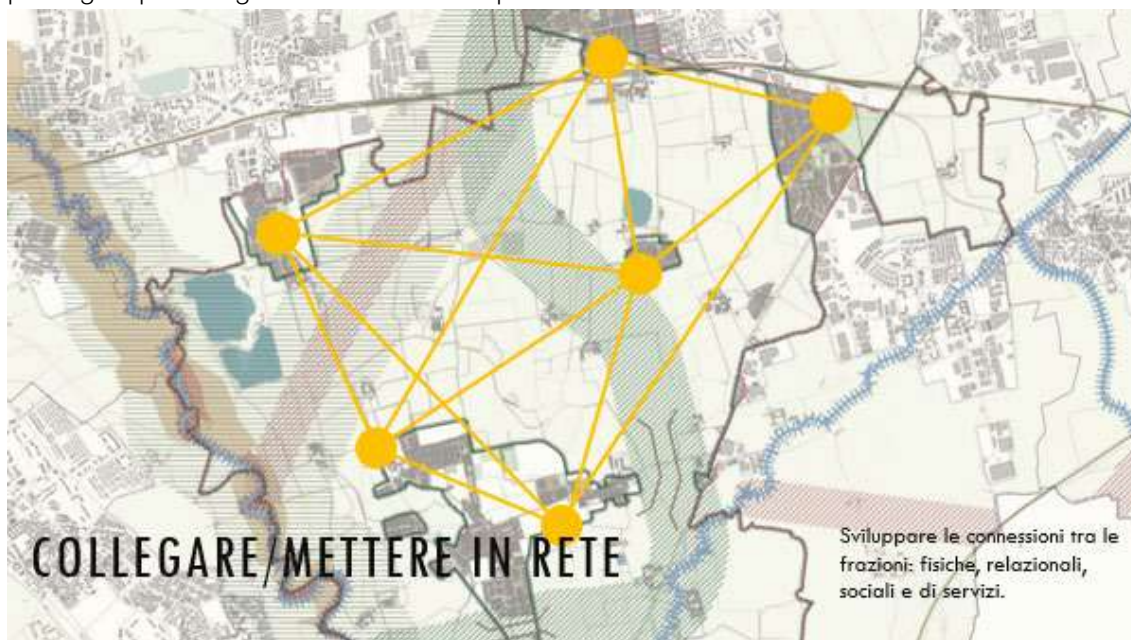 COLLEGARE/METTERE IN RETE
Sviluppare le connessioni tra le
frazioni: fisiche, relazionali,
sociali e di servizi.